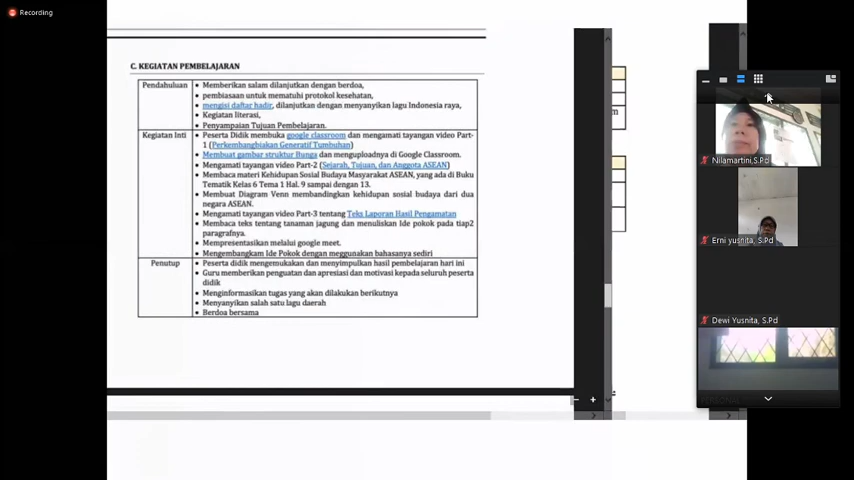 Recording
C. KEGIATAN PEMBELAJARAN
Pendahuluan
• Memberikan salam dilanjutkan dengan berdoa,
• pembiasaan untuk mematuhi protokol kesehatan,
• mengisi daftar hadir, dilanjutkan dengan menyanyikan lagu Indonesia raya,
• Kegiatan literasi,
• Penyampaian Tujuan Pembelajaran.
Kegiatan Inti
• Peserta Didik membuka google classroom dan mengamati tayangan video Part-
1 (Perkembangbiakan Generatif Tumbuhan)
• Membuat gambar struktur Bunga dan menguploadnya di Google Classroom.
• Mengamati tayangan video Part-2 (Sejarah, Tujuan, dan Anggota ASEAN)
• Membaca materi Kehidupan Sosial Budaya Masyarakat ASEAN, yang ada di Buku
Tematik Kelas 6 Tema 1 Hal. 9 sampai dengan 13.
• Membuat Diagram Venn membandingkan kehidupan sosial budaya dari dua
negara ASEAN.
• Mengamati tayangan video Part-3 tentang Teks Laporan Hasil Pengamatan
• Membaca teks tentang tanaman jagung dan menuliskan Ide pokok pada tiap2
paragrafnya.
• Mempresentasikan melalui google meet.
• Mengembangkan Ide Pokok dengan meggunakan bahasanya sediri
Penutup
• Peserta didik mengemukakan dan menyimpulkan hasil pembelajaran hari ini
• Guru memberikan penguatan dan apresiasi dan motivasi kepada seluruh peserta
didik
• Menginformasikan tugas yang akan dilakukan berikutnya
• Menyanyikan salah satu lagu daerah
• Berdoa bersama
Nilamartini,S.Pd
Erni yusnita, S.Pd
Dewi Yusnita, S.Pd